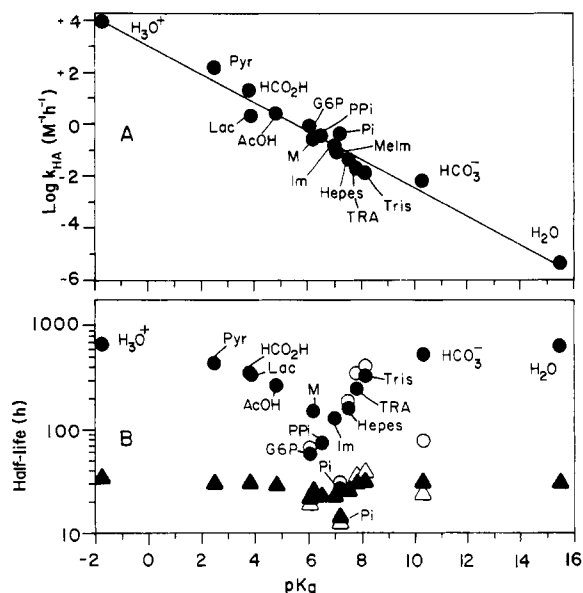 +4
H₃O⁺
Pyr
+2
HCO₂H
G6P
PPi
Pi
0
Lac
AcOH
M
MeIm
HCO₃⁻
Im
Hepes
-2
TRA
Tris
A
-4
H₂O
-6
Log kHA (M⁻¹h⁻¹)
1000
H₃O⁺
Pyr
HCO₂H
HCO₃⁻
H₂O
Lac
AcOH
Tris
M
TRA
100
PPi
Im
Hepes
B
G6P
Pi
Pi
10
Half-life (h)
-2 0 2 4 6 8 10 12 14 16
pKa